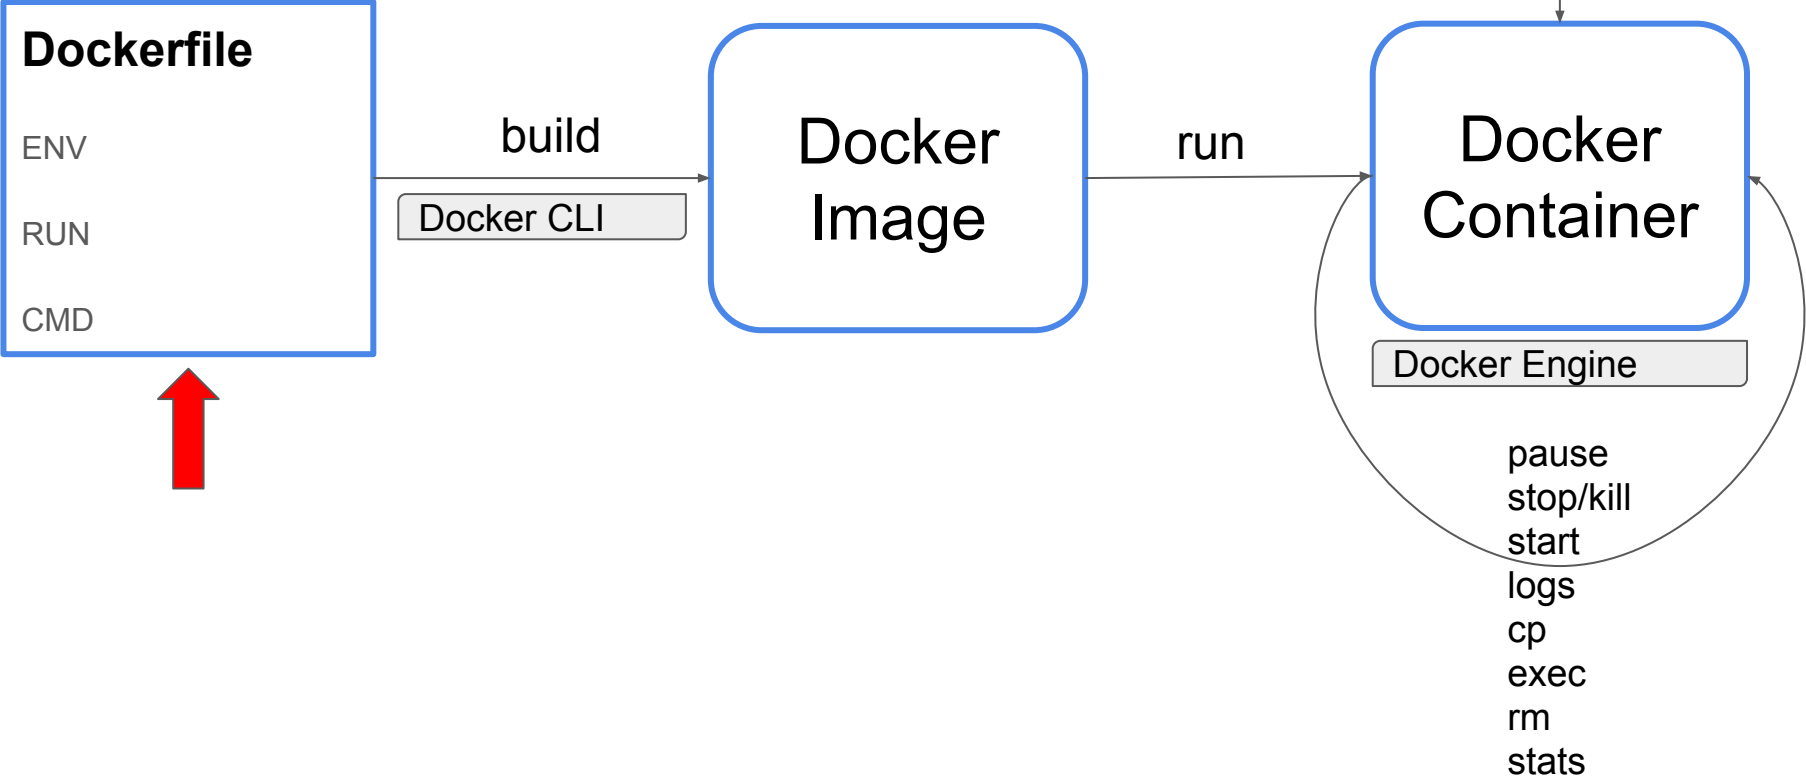 Dockerfile
ENV
RUN
CMD
build
Docker CLI
Docker
Image
run
Docker
Container
Docker Engine
pause
stop/kill
start
logs
cp
exec
rm
stats